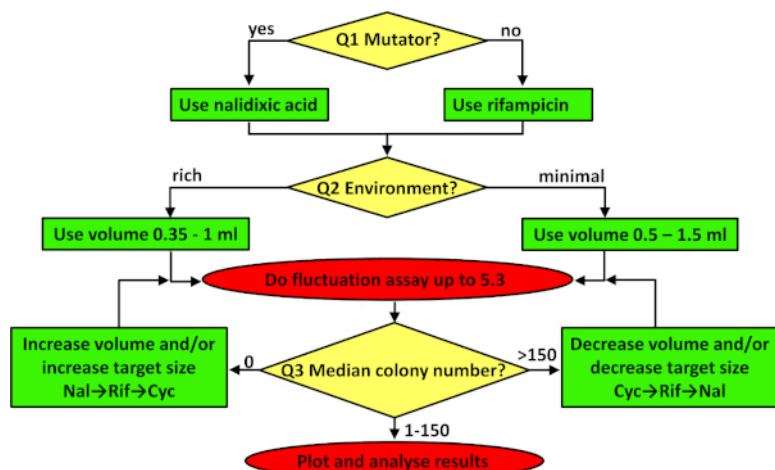 Q1 Mutator?
yes
no
Use nalidixic acid
Use rifampicin
rich
Q2 Environment?
minimal
Use volume 0.35 - 1 ml
Use volume 0.5 – 1.5 ml
Do fluctuation assay up to 5.3
Increase volume and/or
increase target size
Nal→Rif→Cyc
0
Q3 Median colony number?
>150
Decrease volume and/or
decrease target size
Cyc→Rif→Nal
1-150
Plot and analyse results